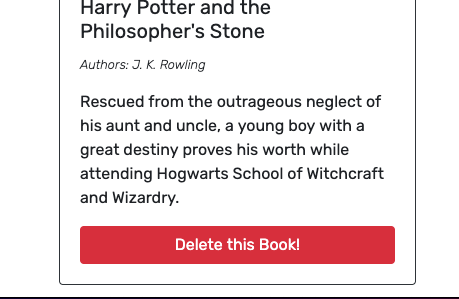 Harry Potter and the
Philosopher's Stone
Authors: J. K. Rowling
Rescued from the outrageous neglect of
his aunt and uncle, a young boy with a
great destiny proves his worth while
attending Hogwarts School of Witchcraft
and Wizardry.
Delete this Book!